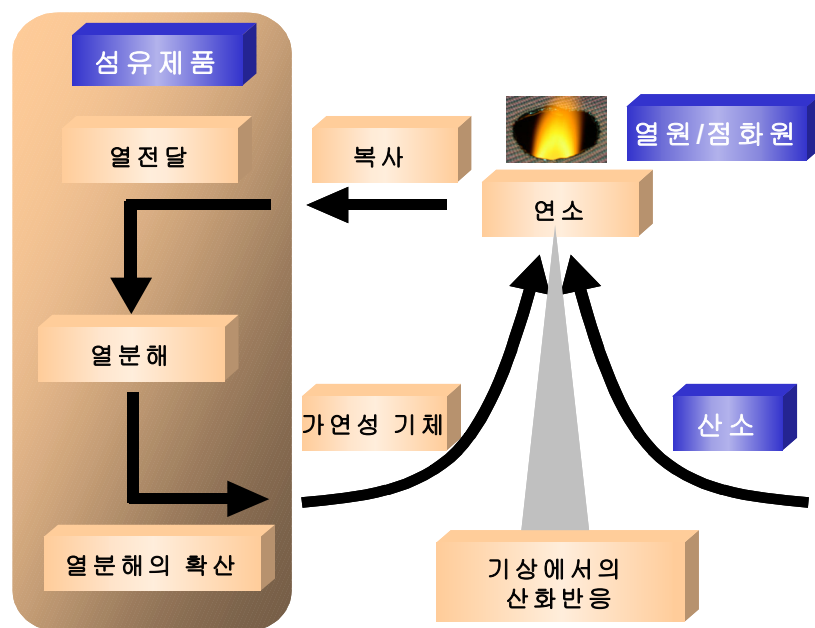 섬유제품
열전달
복사
열원/점화원
연소
열분해
가연성 기체
산소
열분해의 확산
기상에서의
산화반응